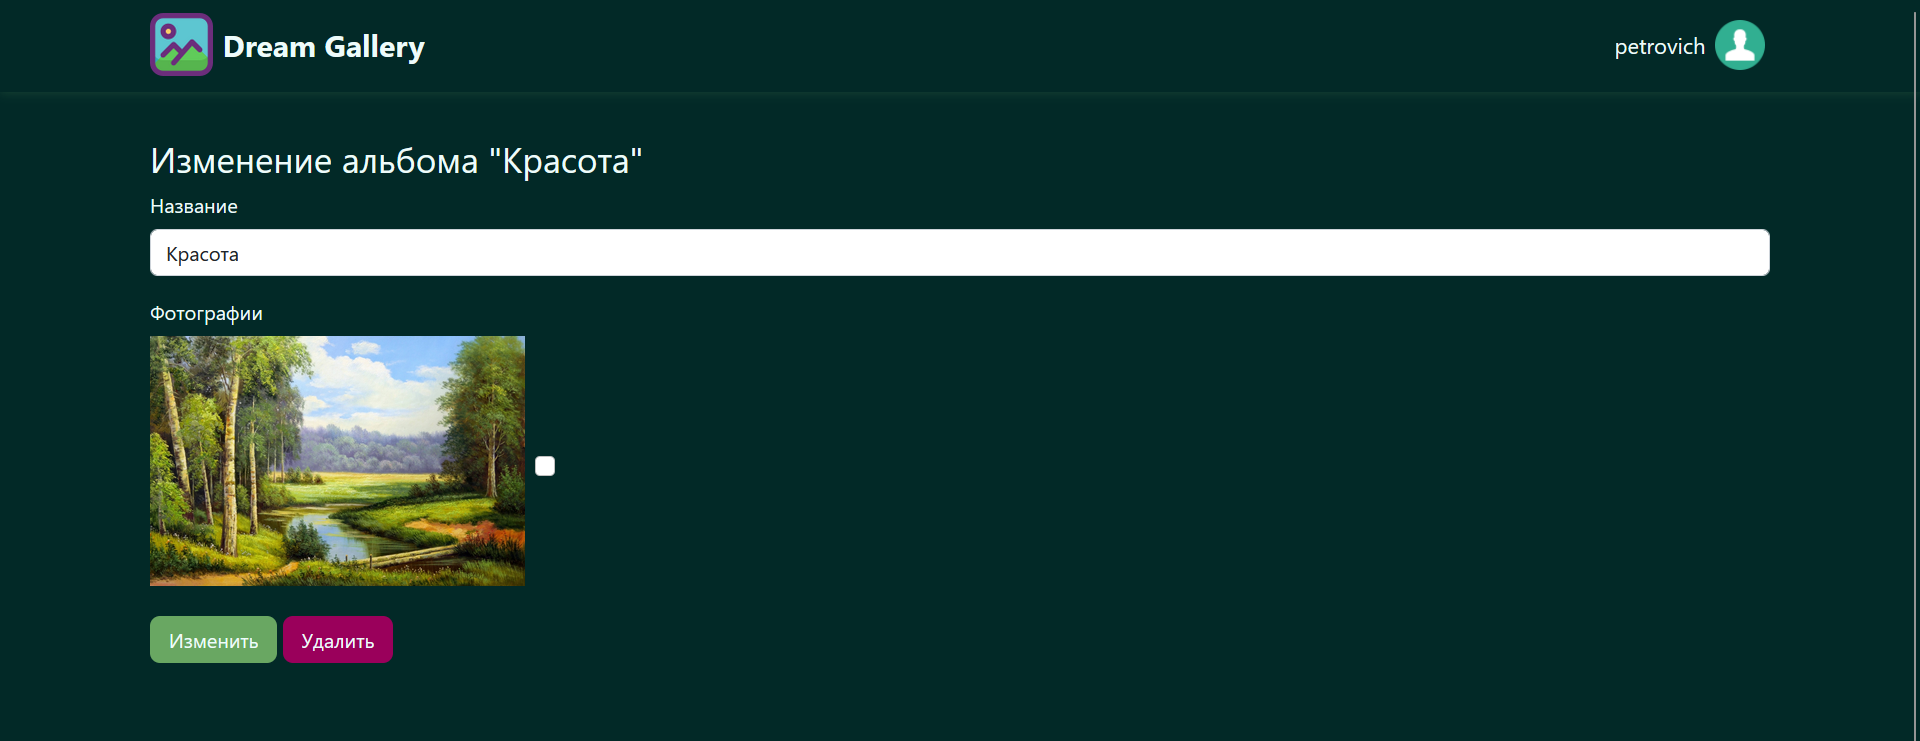 Dream Gallery
petrovich
Изменение альбома "Красота"
Название
Красота
Фотографии
Изменить
Удалить